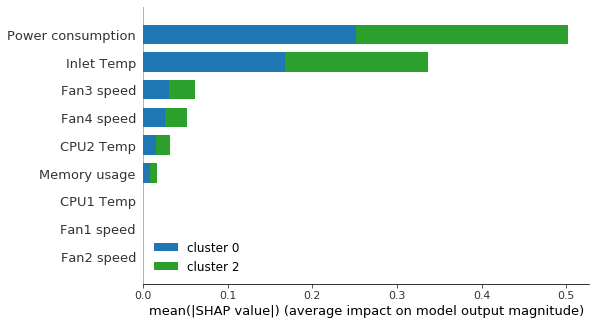 Power consumption
Inlet Temp
Fan3 speed
Fan4 speed
CPU2 Temp
Memory usage
CPU1 Temp
Fan1 speed
Fan2 speed
cluster 0
cluster 2
0.0 0.1 0.2 0.3 0.4 0.5
mean(|SHAP value|) (average impact on model output magnitude)